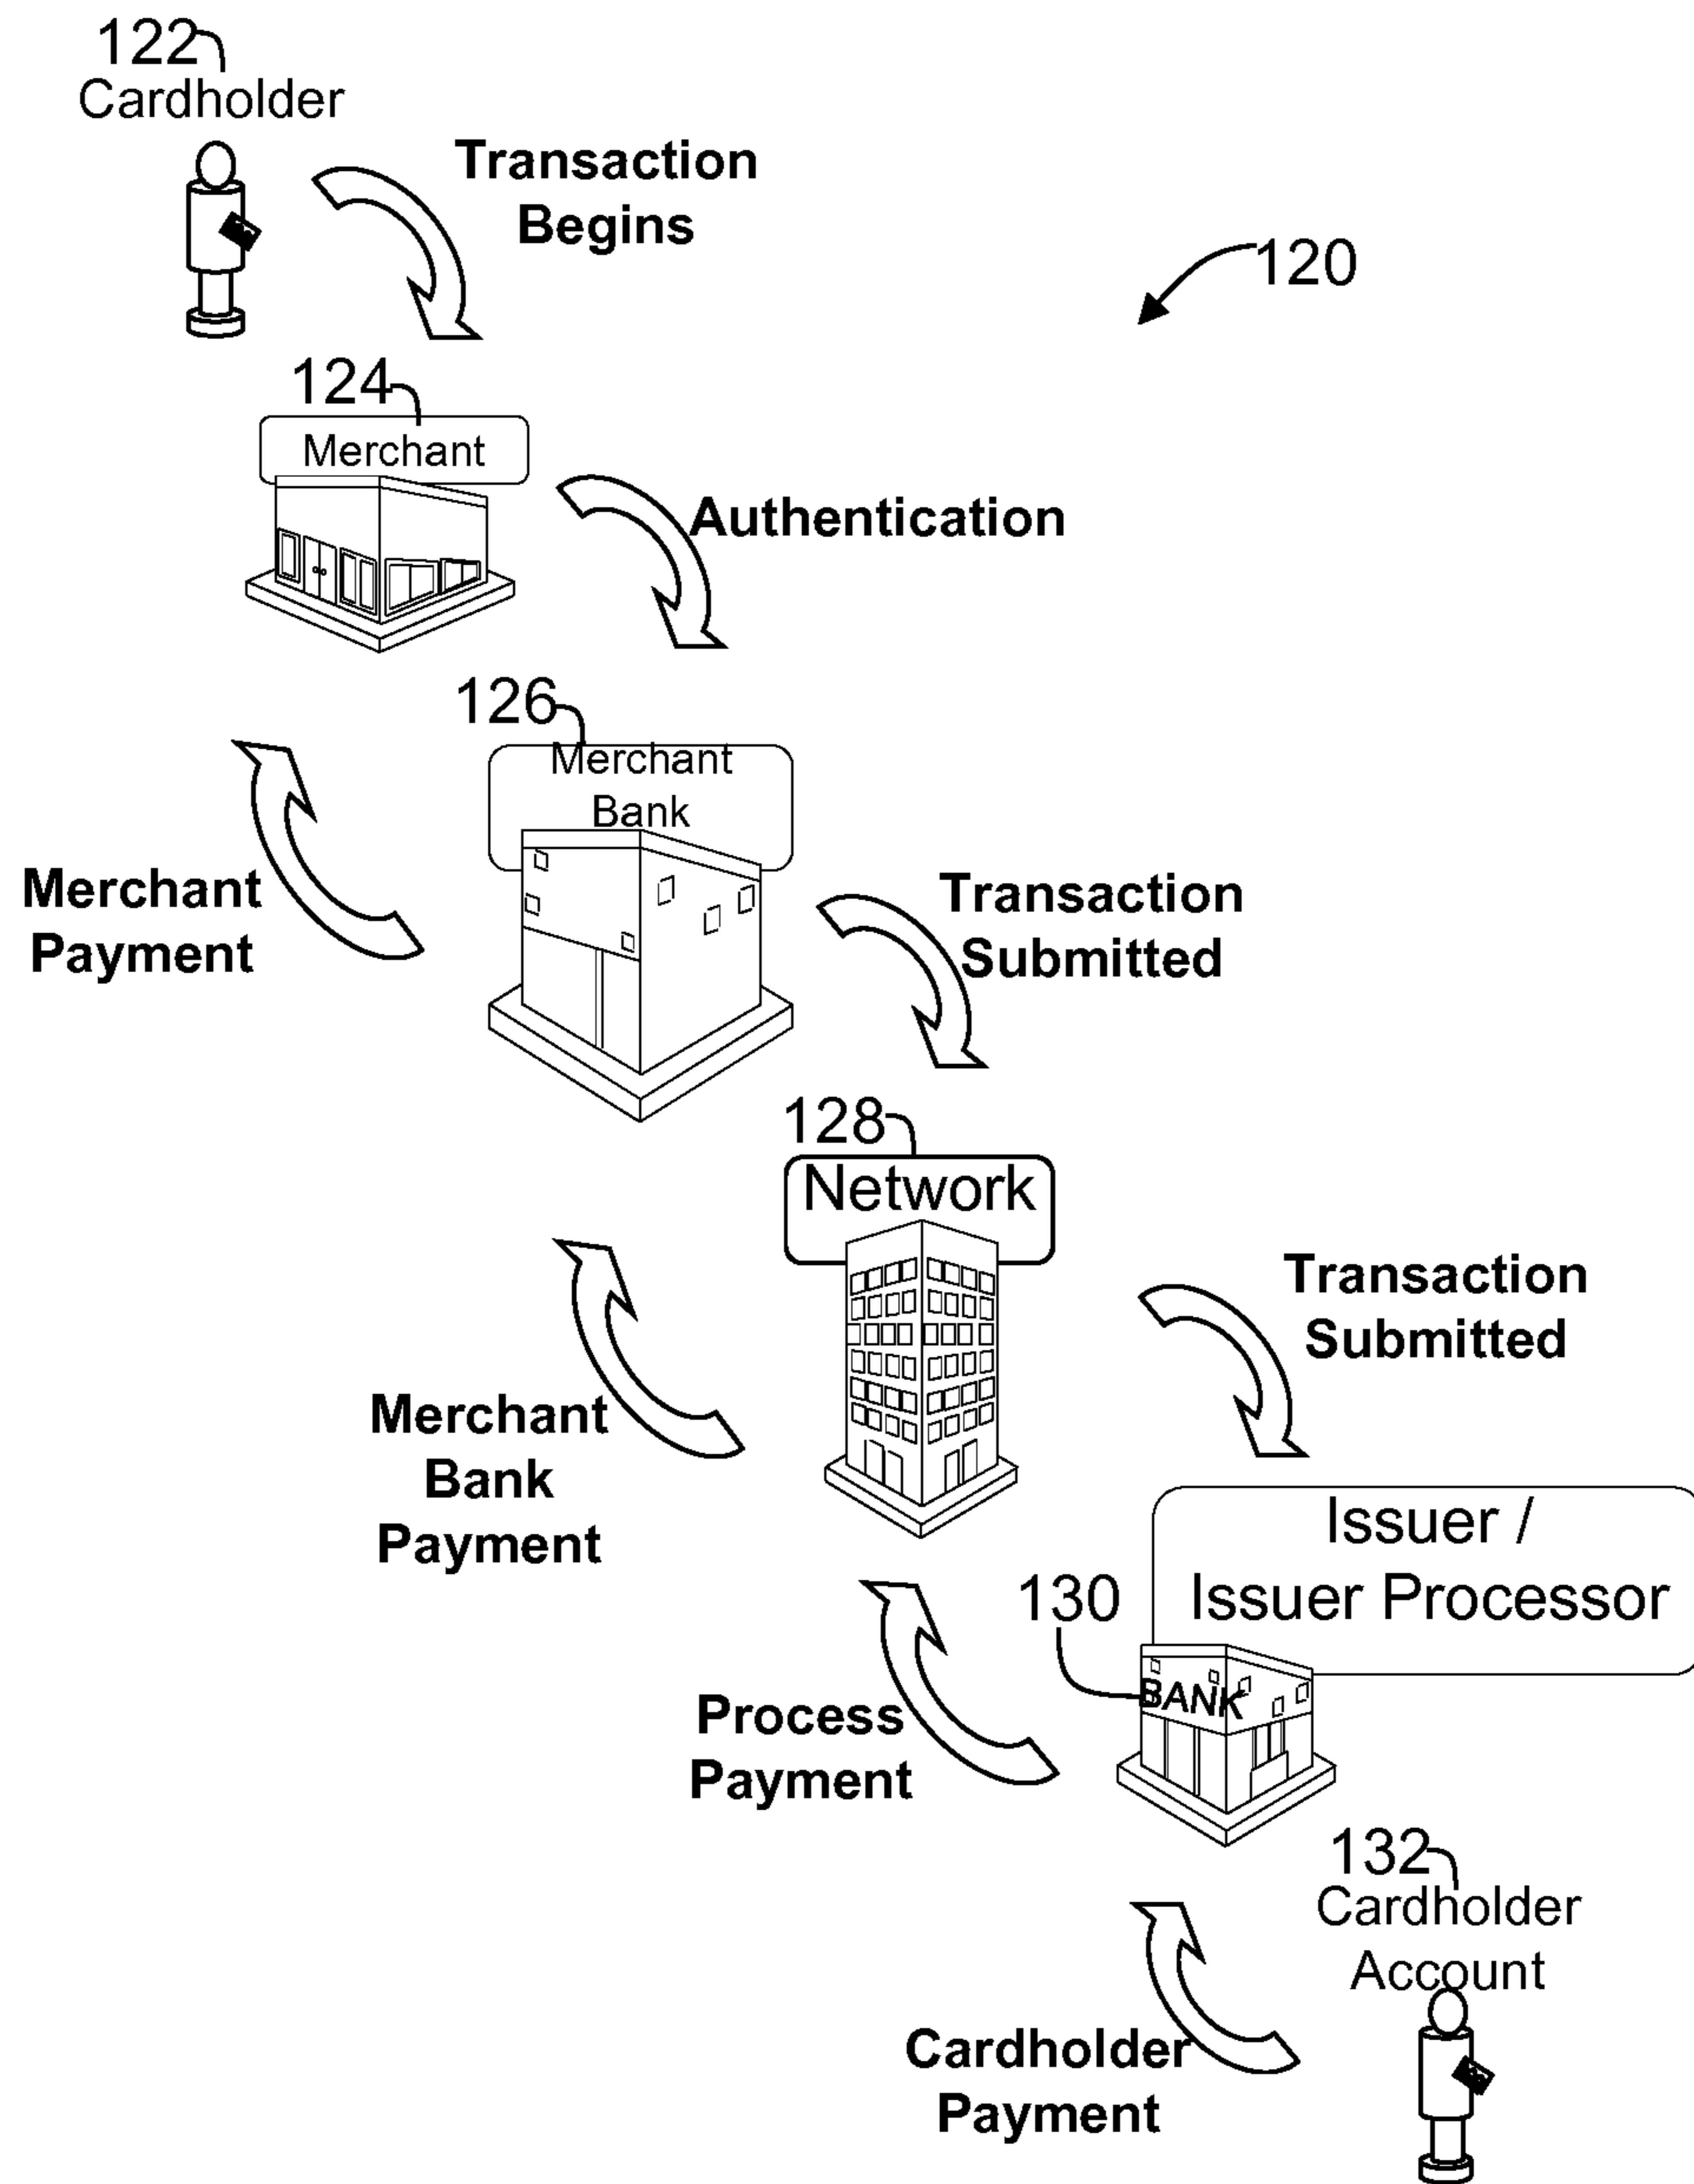 122
Cardholder
Transaction
Begins
120
124
Merchant
Authentication
126
Merchant
Bank
Merchant
Payment
Transaction
Submitted
128
Network
Transaction
Submitted
Merchant
Bank
Payment
Issuer /
Issuer Processor
130
BANK
Process
Payment
132
Cardholder
Account
Cardholder
Payment